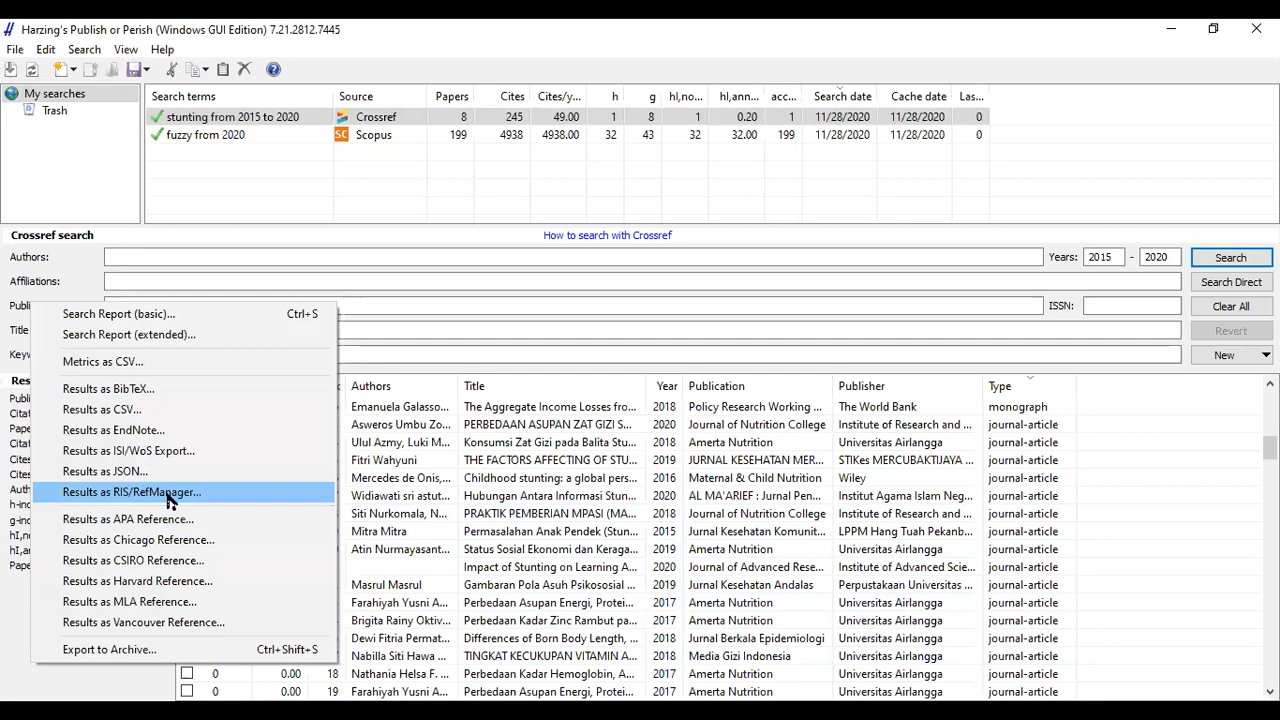 Harzing's Publish or Perish (Windows GUI Edition) 7.21.2812.7445
File Edit Search View Help
My searches
Trash
Search terms Source Papers Cites Cites/y... h g hI,no... hI,ann... acc... Search date Cache date Las...
stunting from 2015 to 2020 Crossref 8 245 49.00 1 8 1 0.20 1 11/28/2020 11/28/2020 0
fuzzy from 2020 SC Scopus 199 4938 4938.00 32 43 32 32.00 199 11/28/2020 11/28/2020 0
Crossref search How to search with Crossref
Authors: Years: 2015 - 2020 Search
Affiliations: Search Direct
Publi ISSN: Clear All
Title Revert
Keyw New
Search Report (basic)... Ctrl+S
Search Report (extended)...
Metrics as CSV...
Results as BibTeX...
Results as CSV...
Results as EndNote...
Results as ISI/WoS Export...
Results as JSON...
Results as RIS/RefManager...
Results as APA Reference...
Results as Chicago Reference...
Results as CSIRO Reference...
Results as Harvard Reference...
Results as MLA Reference...
Results as Vancouver Reference...
Export to Archive... Ctrl+Shift+S
Res
Publi
Citat
Pape
Cites
Cites
Auth
h-ind
g-ind
hI,no
hI,an
Pape
Authors Title Year Publication Publisher Type
Emanuela Galasso... The Aggregate Income Losses fro... 2018 Policy Research Working ... The World Bank monograph
Asweros Umbu Zo... PERBEDAAN ASUPAN ZAT GIZI S... 2020 Journal of Nutrition College Institute of Research and ... journal-article
Ulul Azmy, Luki M... Konsumsi Zat Gizi pada Balita Stu... 2018 Amerta Nutrition Universitas Airlangga journal-article
Fitri Wahyuni THE FACTORS AFFECTING OF STU... 2019 JURNAL KESEHATAN MER... STIKes MERCUBAKTIJAYA ... journal-article
Mercedes de Onis,... Childhood stunting: a global pers... 2016 Maternal & Child Nutrition Wiley journal-article
Widiawati sri astut... Hubungan Antara Informasi Stun... 2020 AL MA'ARIEF : Jurnal Pen... Institut Agama Islam Neg... journal-article
Siti Nurkomala, N... PRAKTIK PEMBERIAN MPASI (MA... 2018 Journal of Nutrition College Institute of Research and ... journal-article
Mitra Mitra Permasalahan Anak Pendek (Stunt... 2015 Jurnal Kesehatan Komunit... LPPM Hang Tuah Pekanb... journal-article
Atin Nurmayasant... Status Sosial Ekonomi dan Keraga... 2019 Amerta Nutrition Universitas Airlangga journal-article
Impact of Stunting on Learning A... 2020 Journal of Advanced Rese... Institute of Advanced Scie... journal-article
Masrul Masrul Gambaran Pola Asuh Psikososial ... 2019 Jurnal Kesehatan Andalas Perpustakaan Universitas ... journal-article
Farahiyah Yusni A... Perbedaan Asupan Energi, Protei... 2017 Amerta Nutrition Universitas Airlangga journal-article
Brigita Rainy Oktiv... Perbedaan Kadar Zinc Rambut pa... 2017 Amerta Nutrition Universitas Airlangga journal-article
Dewi Fitria Permat... Differences of Born Body Length, ... 2018 Jurnal Berkala Epidemiologi Universitas Airlangga journal-article
Nabilla Siti Hawa ... TINGKAT KECUKUPAN VITAMIN A... 2018 Media Gizi Indonesia Universitas Airlangga journal-article
0 0.00 18 Nathania Helsa F. ... Perbedaan Kadar Hemoglobin, As... 2017 Amerta Nutrition Universitas Airlangga journal-article
0 0.00 19 Farahiyah Yusni A... Perbedaan Asupan Energi, Protei... 2017 Amerta Nutrition Universitas Airlangga journal-article